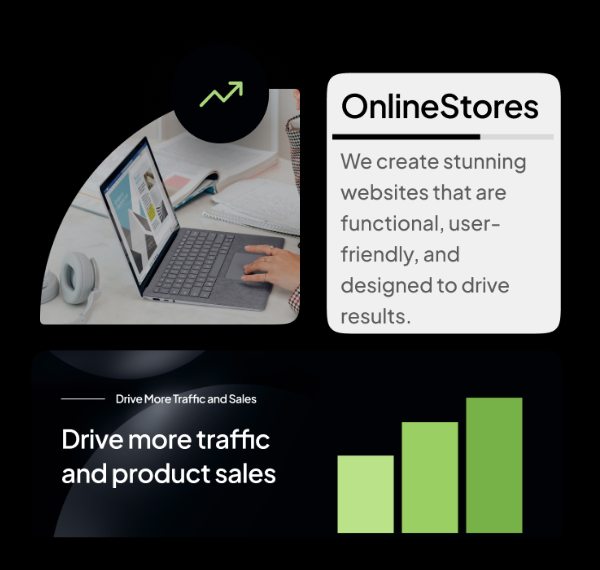 OnlineStores
We create stunning
websites that are
functional, user-
friendly, and
designed to drive
results.
Drive More Traffic and Sales
Drive more traffic
and product sales